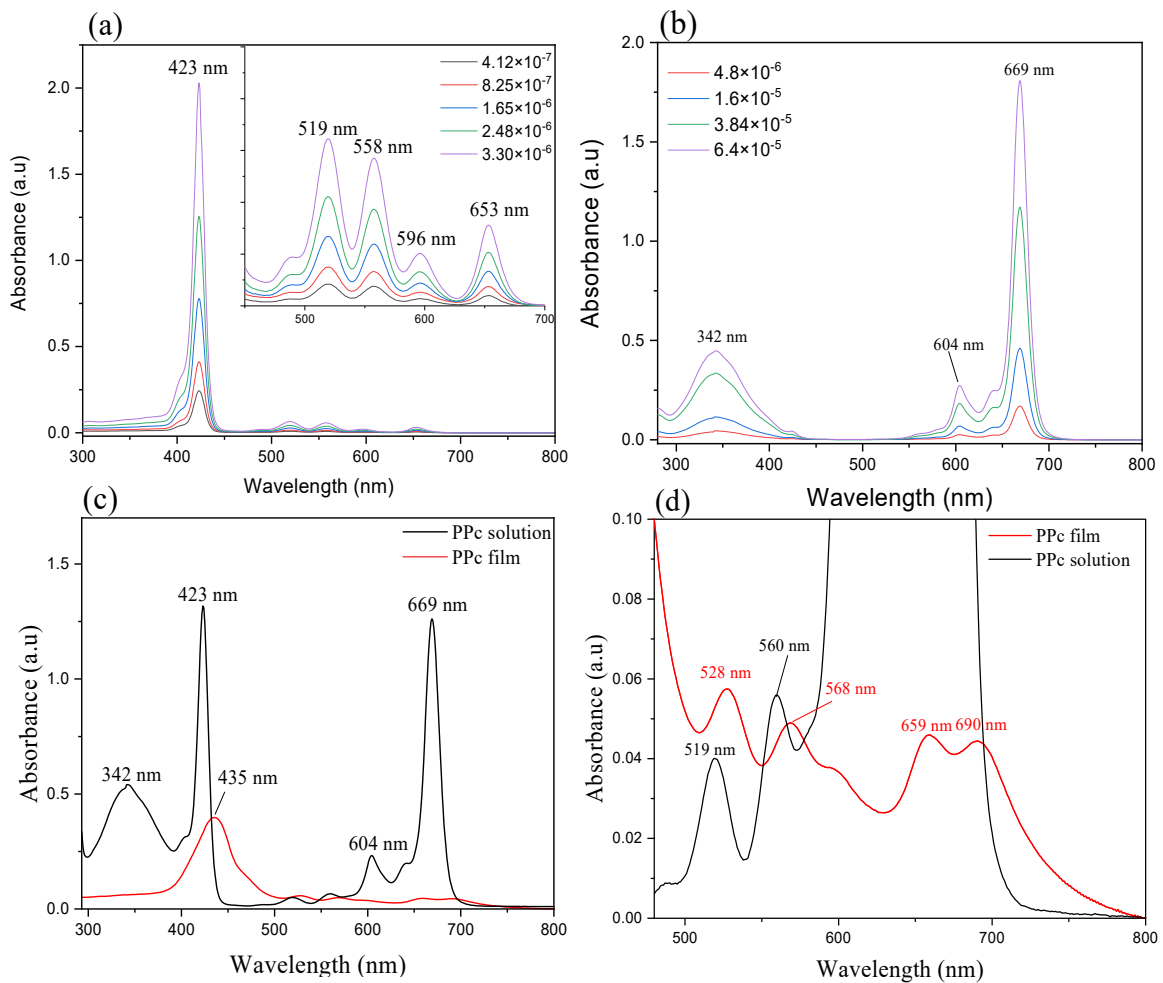 (a)
423 nm
4.12×10⁻⁷
8.25×10⁻⁷
1.65×10⁻⁶
2.48×10⁻⁶
3.30×10⁻⁶
519 nm
558 nm
596 nm
653 nm
500
600
700
2.0
1.5
1.0
0.5
0.0
Absorbance (a.u)
300
400
500
600
700
800
Wavelength (nm)
(b)
4.8×10⁻⁶
1.6×10⁻⁵
3.84×10⁻⁵
6.4×10⁻⁵
669 nm
604 nm
342 nm
2.0
1.5
1.0
0.5
0.0
Absorbance (a.u)
300
400
500
600
700
800
Wavelength (nm)
(c)
PPc solution
PPc film
423 nm
669 nm
342 nm
435 nm
604 nm
1.5
1.0
0.5
0.0
Absorbance (a.u)
300
400
500
600
700
800
Wavelength (nm)
(d)
PPc film
PPc solution
560 nm
528 nm
568 nm
659 nm
690 nm
519 nm
0.10
0.08
0.06
0.04
0.02
0.00
Absorbance (a.u)
500
600
700
800
Wavelength (nm)